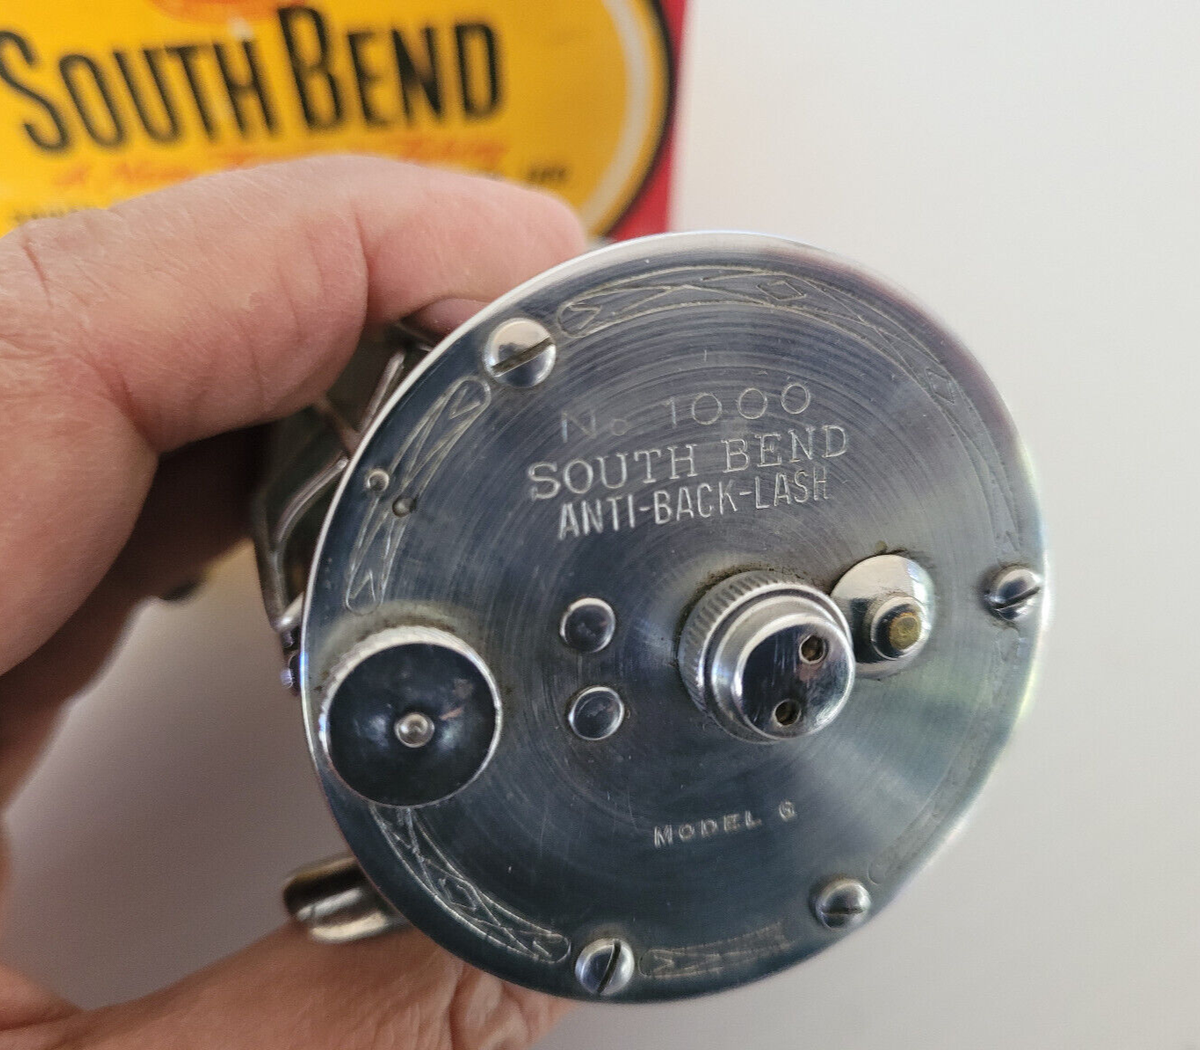 SOUTH BEND
No 1000
SOUTH BEND
ANTI-BACK-LASH
MODEL